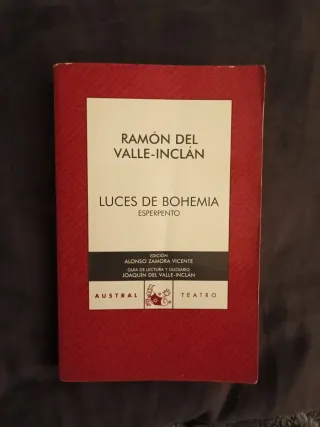 RAMÓN DEL
VALLE-INCLÁN
LUCES DE BOHEMIA
ESPERPENTO
EDICIÓN
ALONSO ZAMORA VICENTE
GUÍA DE LECTURA Y GLOSARIO
JOAQUÍN DEL VALLE-INCLÁN
AUSTRAL TEATRO